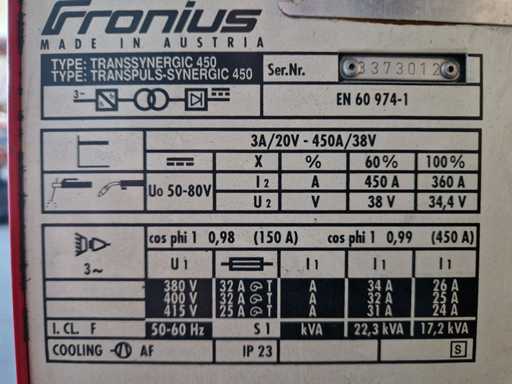 Fronius
MADE IN AUSTRIA
TYPE: TRANSSYNERGIC 450
TYPE: TRANSPULS-SYNERGIC 450
Ser.Nr. 3373012
3~
EN 60 974-1
3A/20V - 450A/38V
X % 60% 100%
U0 50-80V I2 A 450 A 360 A
U2 V 38 V 34,4 V
cos phi 1 0,98 (150 A) cos phi 1 0,99 (450 A)
3~ U1 I1 I1 I1
380 V 32 A T A 34 A 26 A
400 V 32 A T A 32 A 25 A
415 V 25 A T A 31 A 24 A
I. CL. F 50-60 Hz S1 kVA 22,3 kVA 17,2 kVA
COOLING AF IP 23 S